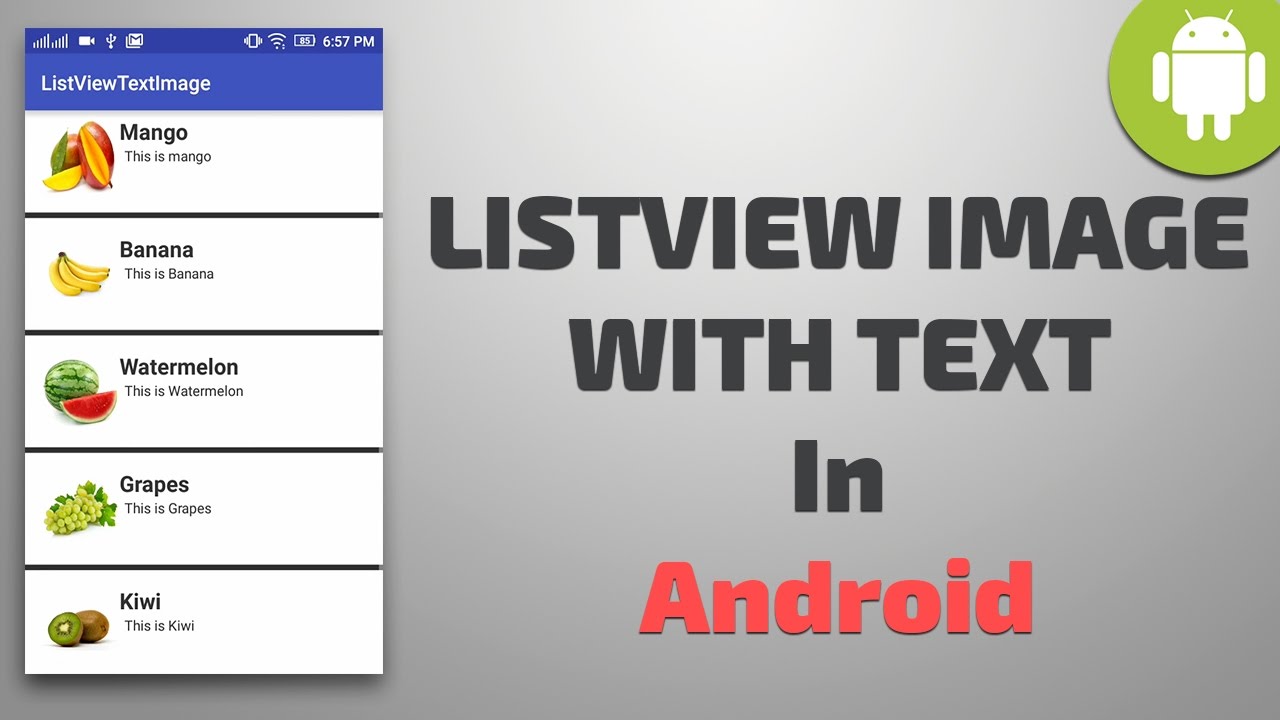 85 6:57 PM
ListViewTextImage
Mango
This is mango
Banana
This is Banana
Watermelon
This is Watermelon
Grapes
This is Grapes
Kiwi
This is Kiwi
LISTVIEW IMAGE
WITH TEXT
In
Android